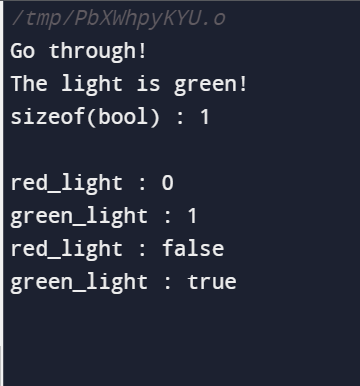 /tmp/PbXWhpyKYU.o
Go through!
The light is green!
sizeof(bool) : 1

red_light : 0
green_light : 1
red_light : false
green_light : true